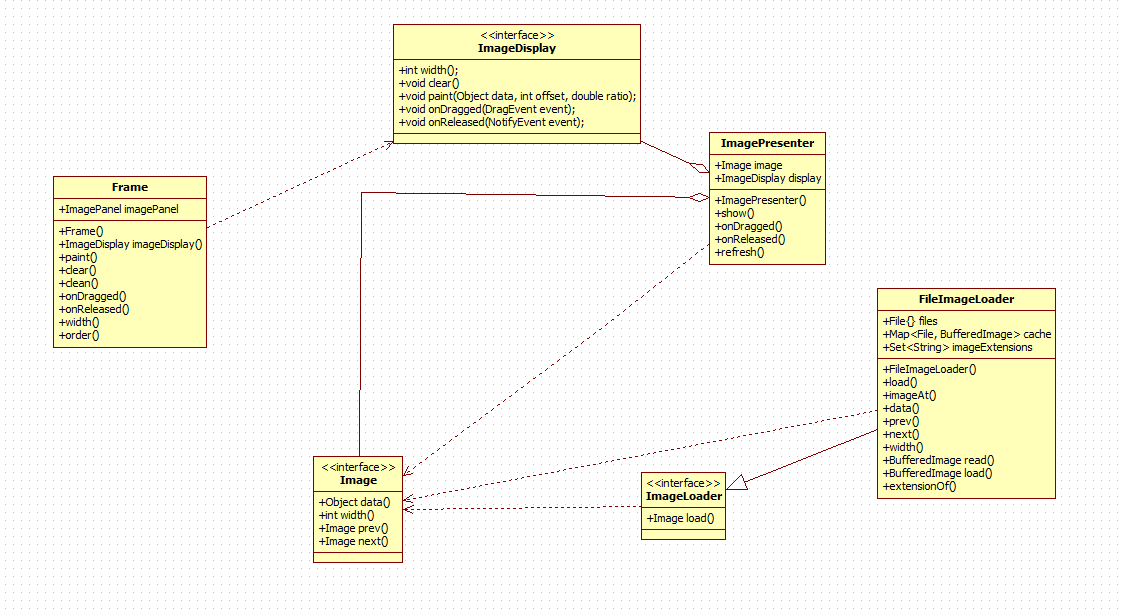 <<interface>>
ImageDisplay
+int width();
+void clear()
+void paint(Object data, int offset, double ratio);
+void onDragged(DragEvent event);
+void onReleased(NotifyEvent event);
ImagePresenter
+Image image
+ImageDisplay display
+ImagePresenter()
+show()
+onDragged()
+onReleased()
+refresh()
Frame
+ImagePanel imagePanel
+Frame()
+ImageDisplay imageDisplay()
+paint()
+clear()
+clean()
+onDragged()
+onReleased()
+width()
+order()
FileImageLoader
+File{} files
+Map<File, BufferedImage> cache
+Set<String> imageExtensions
+FileImageLoader()
+load()
+imageAt()
+data()
+prev()
+next()
+width()
+BufferedImage read()
+BufferedImage load()
+extensionOf()
<<interface>>
Image
+Object data()
+int width()
+Image prev()
+Image next()
<<interface>>
ImageLoader
+Image load()